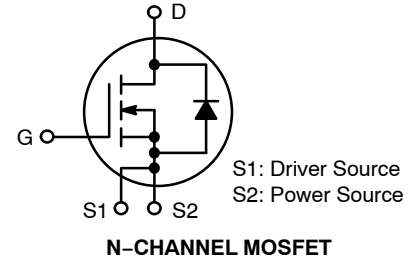 D
G
S1: Driver Source
S2: Power Source
S1 S2
N–CHANNEL MOSFET